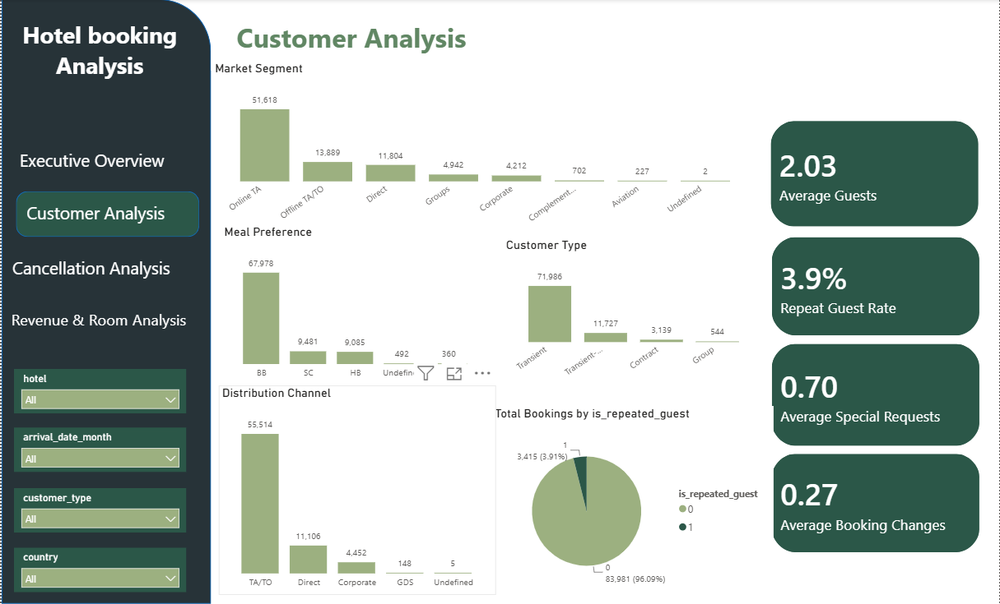 Hotel booking
Analysis
Executive Overview
Customer Analysis
Cancellation Analysis
Revenue & Room Analysis
hotel
All
arrival_date_month
All
customer_type
All
country
All
Customer Analysis
Market Segment
51,618
13,889
11,804
4,942
4,212
702
227
2
Online TA
Offline TA/TO
Direct
Groups
Corporate
Complement...
Aviation
Undefined
Meal Preference
67,978
9,481
9,085
492
360
BB
SC
HB
Undefin
Customer Type
71,986
11,727
3,139
544
Transient
Transient-...
Contract
Group
Distribution Channel
55,514
11,106
4,452
148
5
TA/TO
Direct
Corporate
GDS
Undefined
Total Bookings by is_repeated_guest
1
3,415 (3.91%)
0
83,981 (96.09%)
is_repeated_guest
0
1
2.03
Average Guests
3.9%
Repeat Guest Rate
0.70
Average Special Requests
0.27
Average Booking Changes